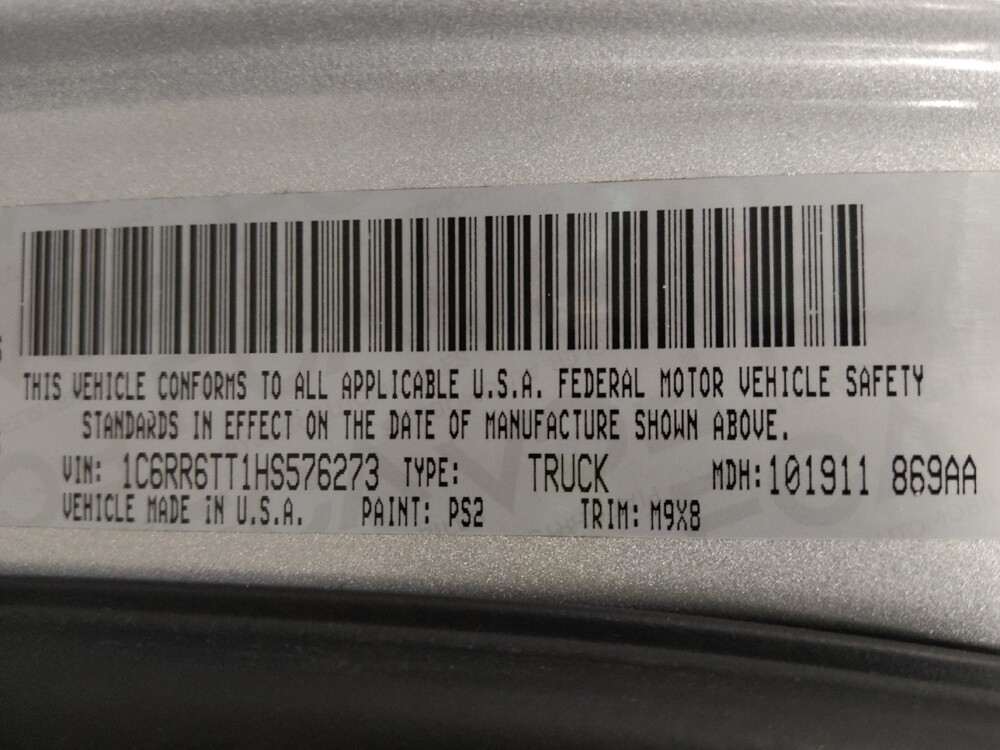 THIS VEHICLE CONFORMS TO ALL APPLICABLE U.S.A. FEDERAL MOTOR VEHICLE SAFETY
STANDARDS IN EFFECT ON THE DATE OF MANUFACTURE SHOWN ABOVE.
VIN: 1C6RR6TT1HS576273 TYPE: TRUCK MDH: 101911 869AA
VEHICLE MADE IN U.S.A. PAINT: PS2 TRIM: M9X8